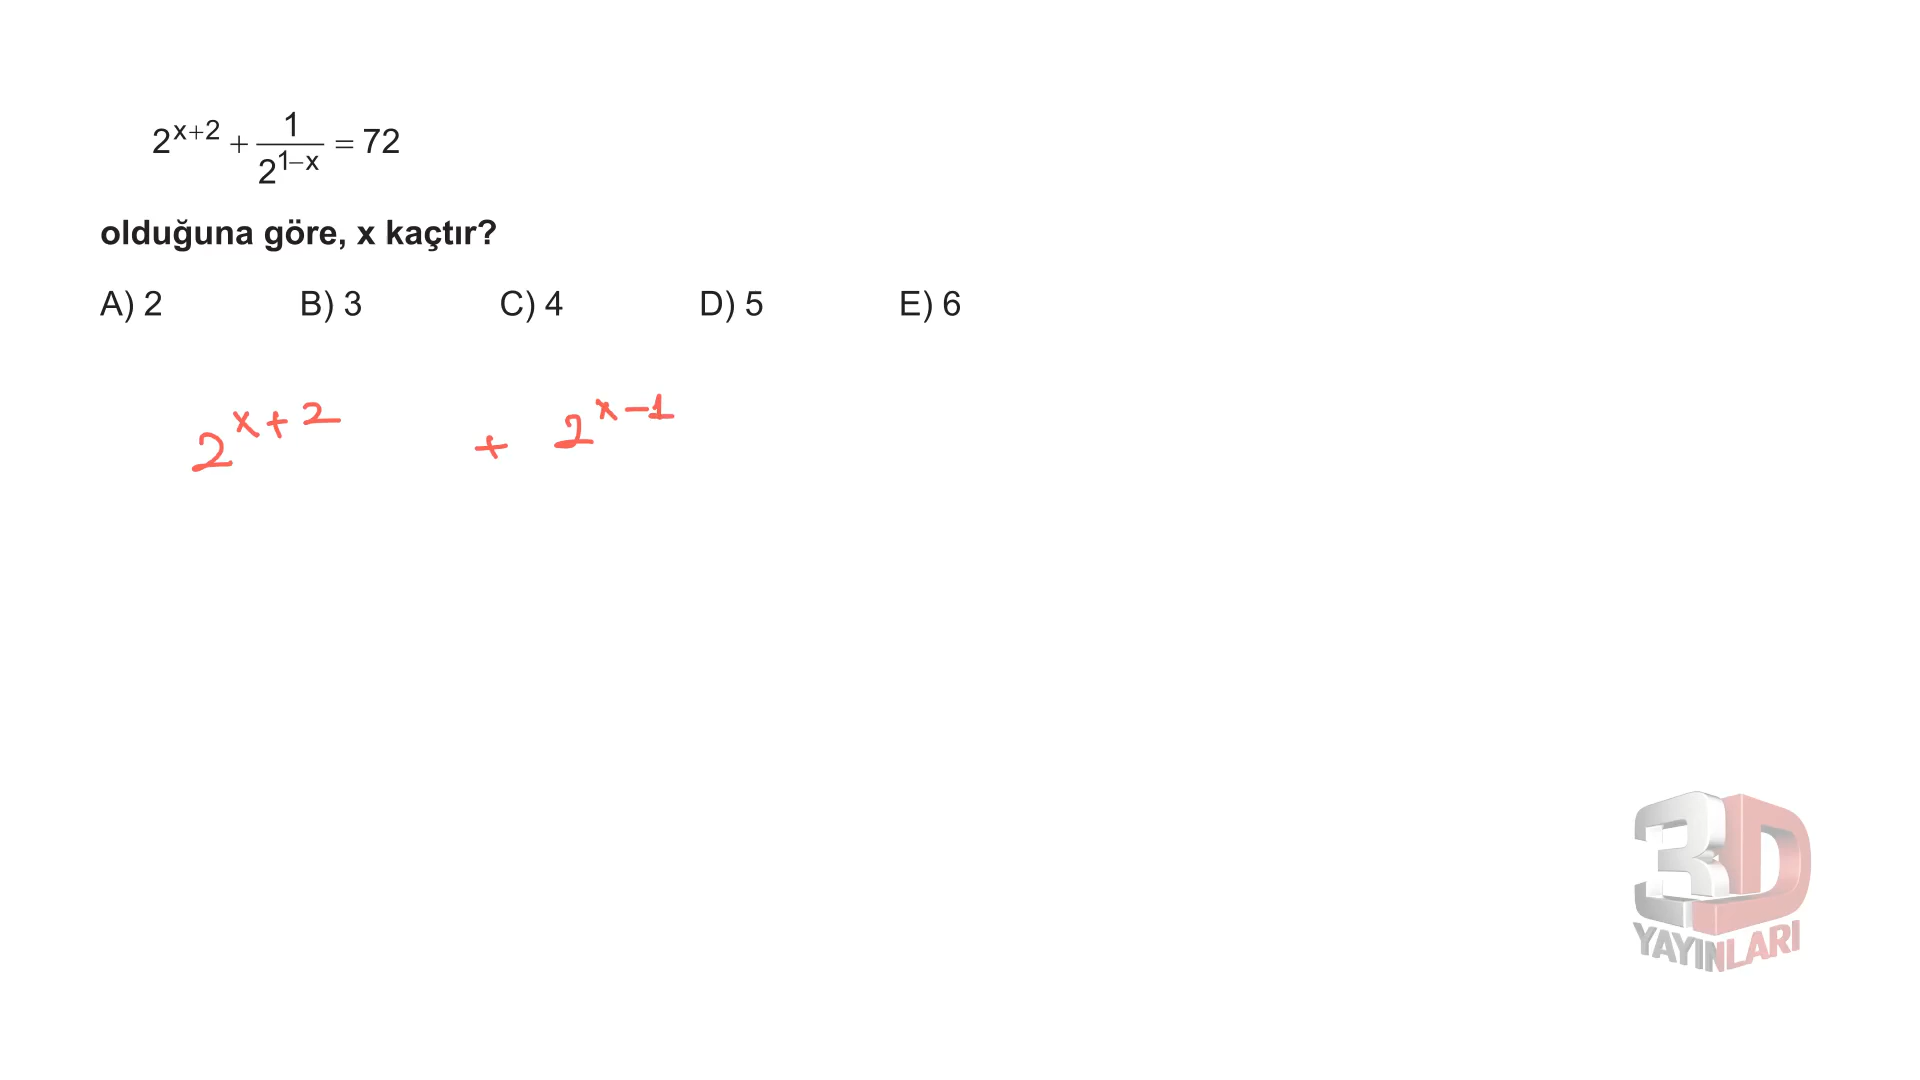 2^{x+2} + \frac{1}{2^{1-x}} = 72
olduğuna göre, x kaçtır?
A) 2 B) 3 C) 4 D) 5 E) 6
2^{x+2} + 2^{x-1}
3D
YAYINLARI